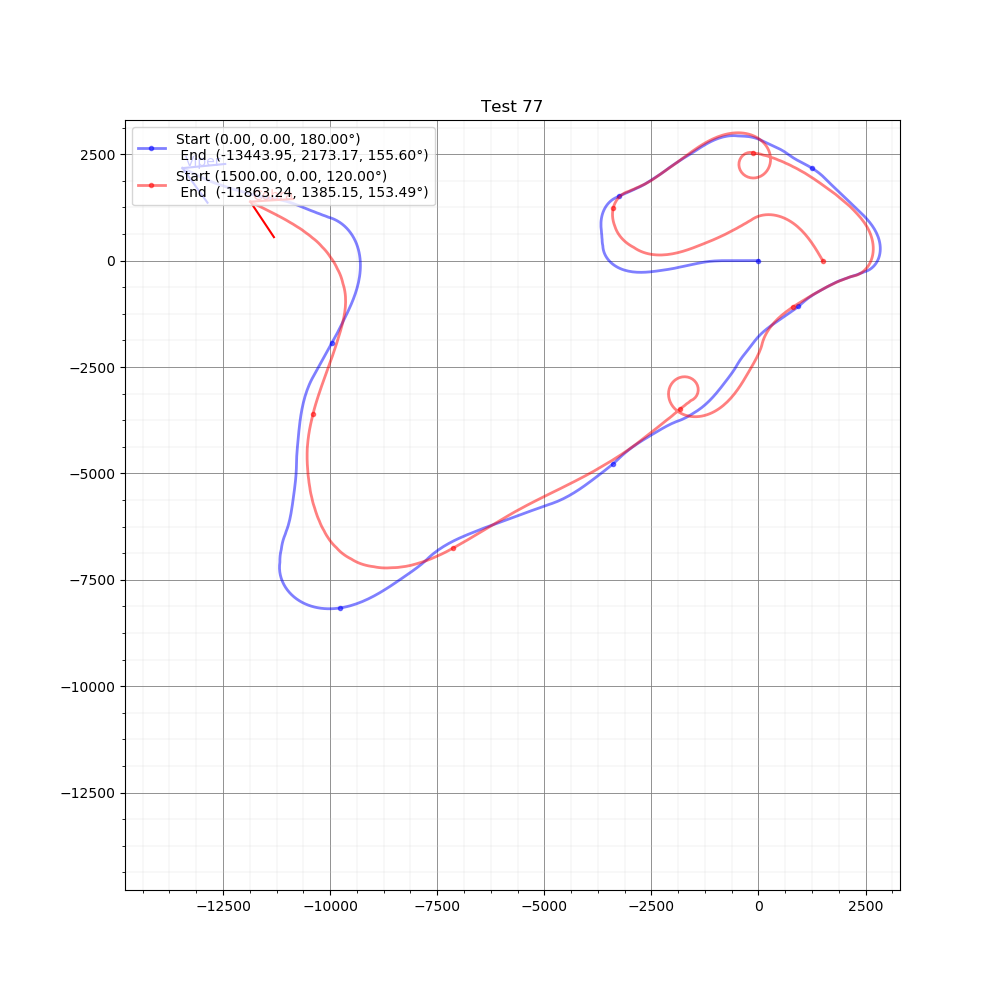 Test 77
Start (0.00, 0.00, 180.00°)
End (-13443.95, 2173.17, 155.60°)
Start (1500.00, 0.00, 120.00°)
End (-11863.24, 1385.15, 153.49°)
2500
0
−2500
−5000
−7500
−10000
−12500
−12500 −10000 −7500 −5000 −2500 0 2500